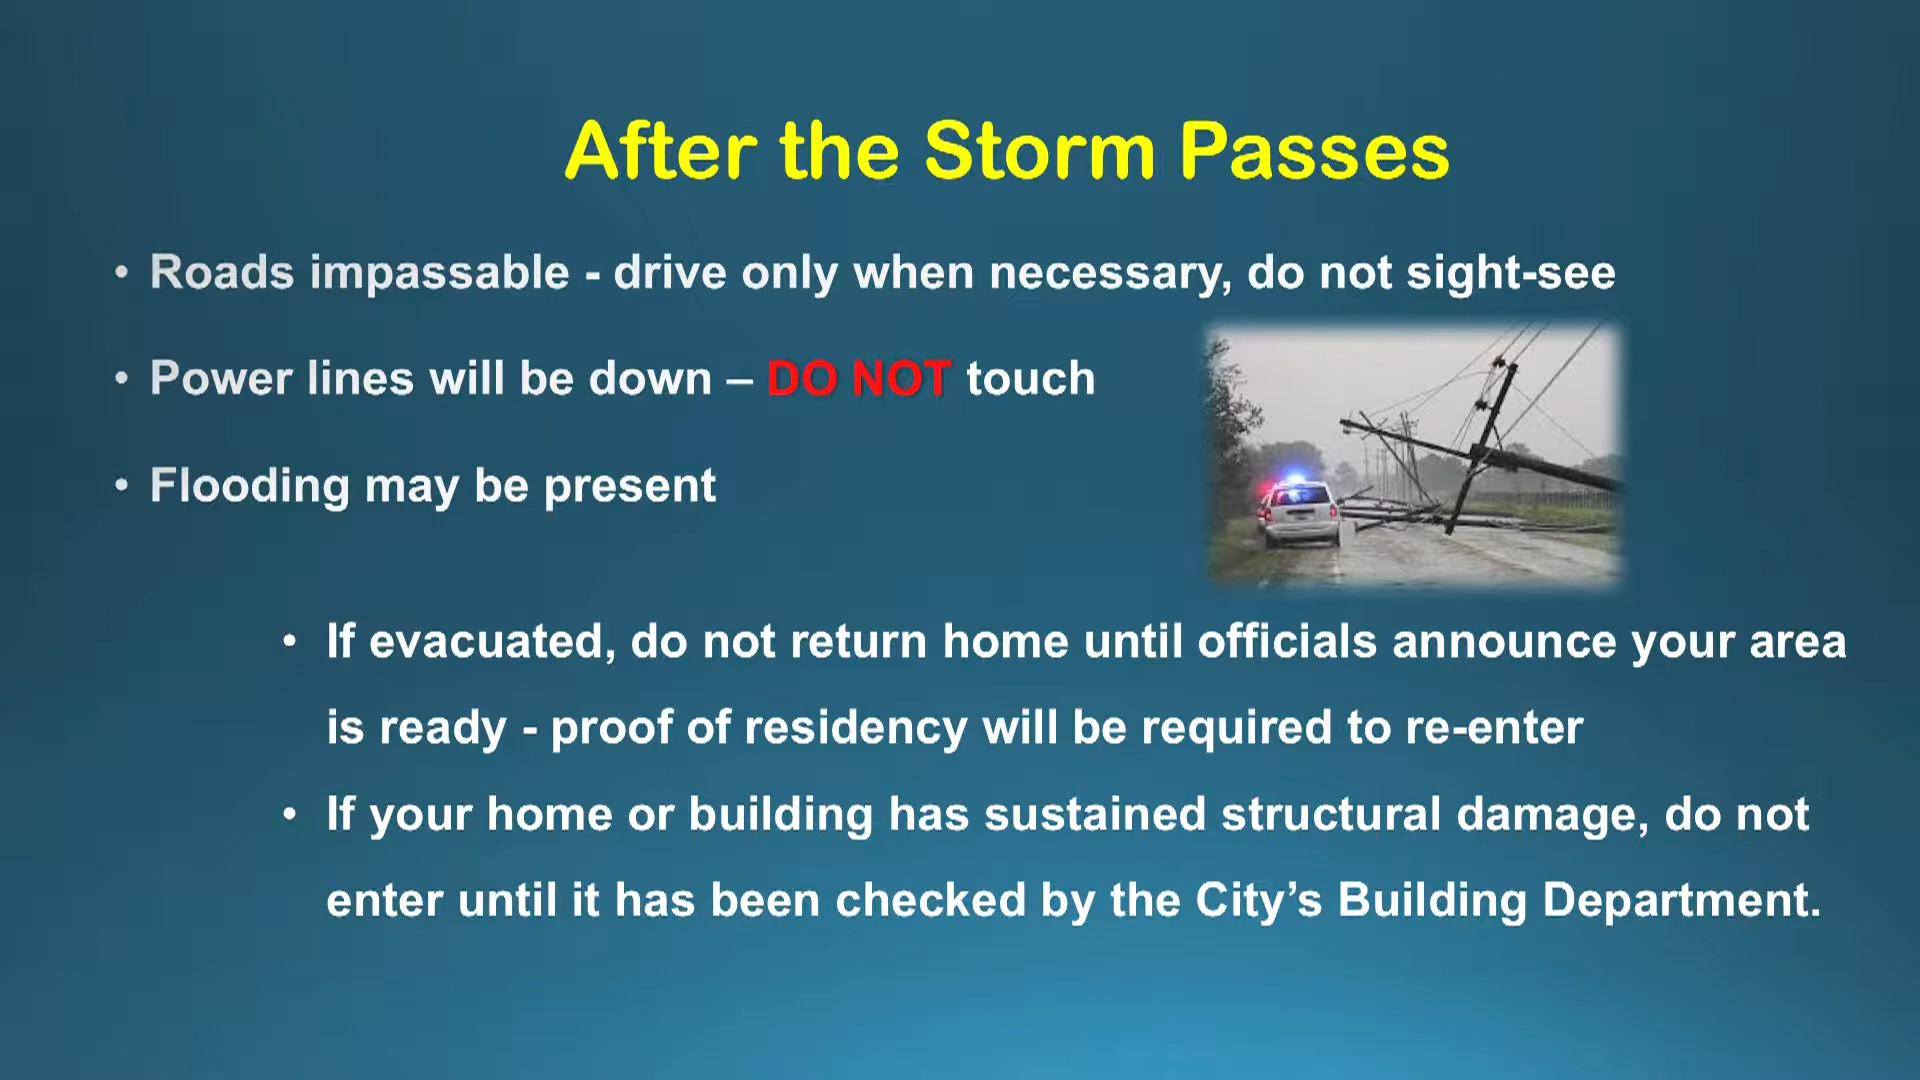 After the Storm Passes
• Roads impassable - drive only when necessary, do not sight-see
• Power lines will be down – DO NOT touch
• Flooding may be present
• If evacuated, do not return home until officials announce your area
is ready - proof of residency will be required to re-enter
• If your home or building has sustained structural damage, do not
enter until it has been checked by the City’s Building Department.